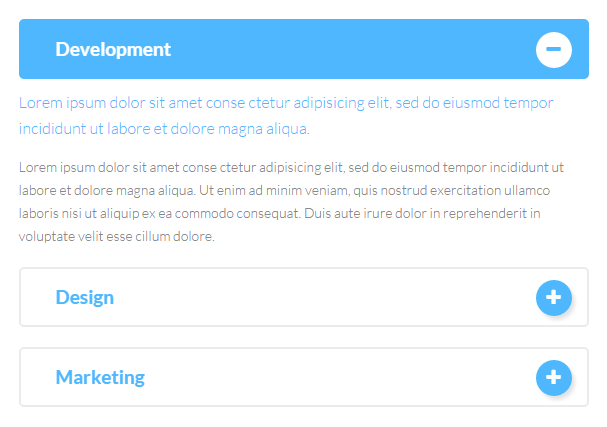 Development
Lorem ipsum dolor sit amet conse ctetur adipisicing elit, sed do eiusmod tempor
incididunt ut labore et dolore magna aliqua.
Lorem ipsum dolor sit amet conse ctetur adipisicing elit, sed do eiusmod tempor incididunt ut
labore et dolore magna aliqua. Ut enim ad minim veniam, quis nostrud exercitation ullamco
laboris nisi ut aliquip ex ea commodo consequat. Duis aute irure dolor in reprehenderit in
voluptate velit esse cillum dolore.
Design
Marketing